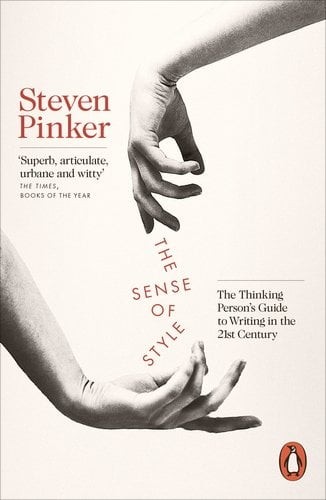 Steven
Pinker
‘Superb, articulate,
urbane and witty’
THE TIMES,
BOOKS OF THE YEAR
THE
SENSE
OF
STYLE
The Thinking
Person’s Guide
to Writing in the
21st Century